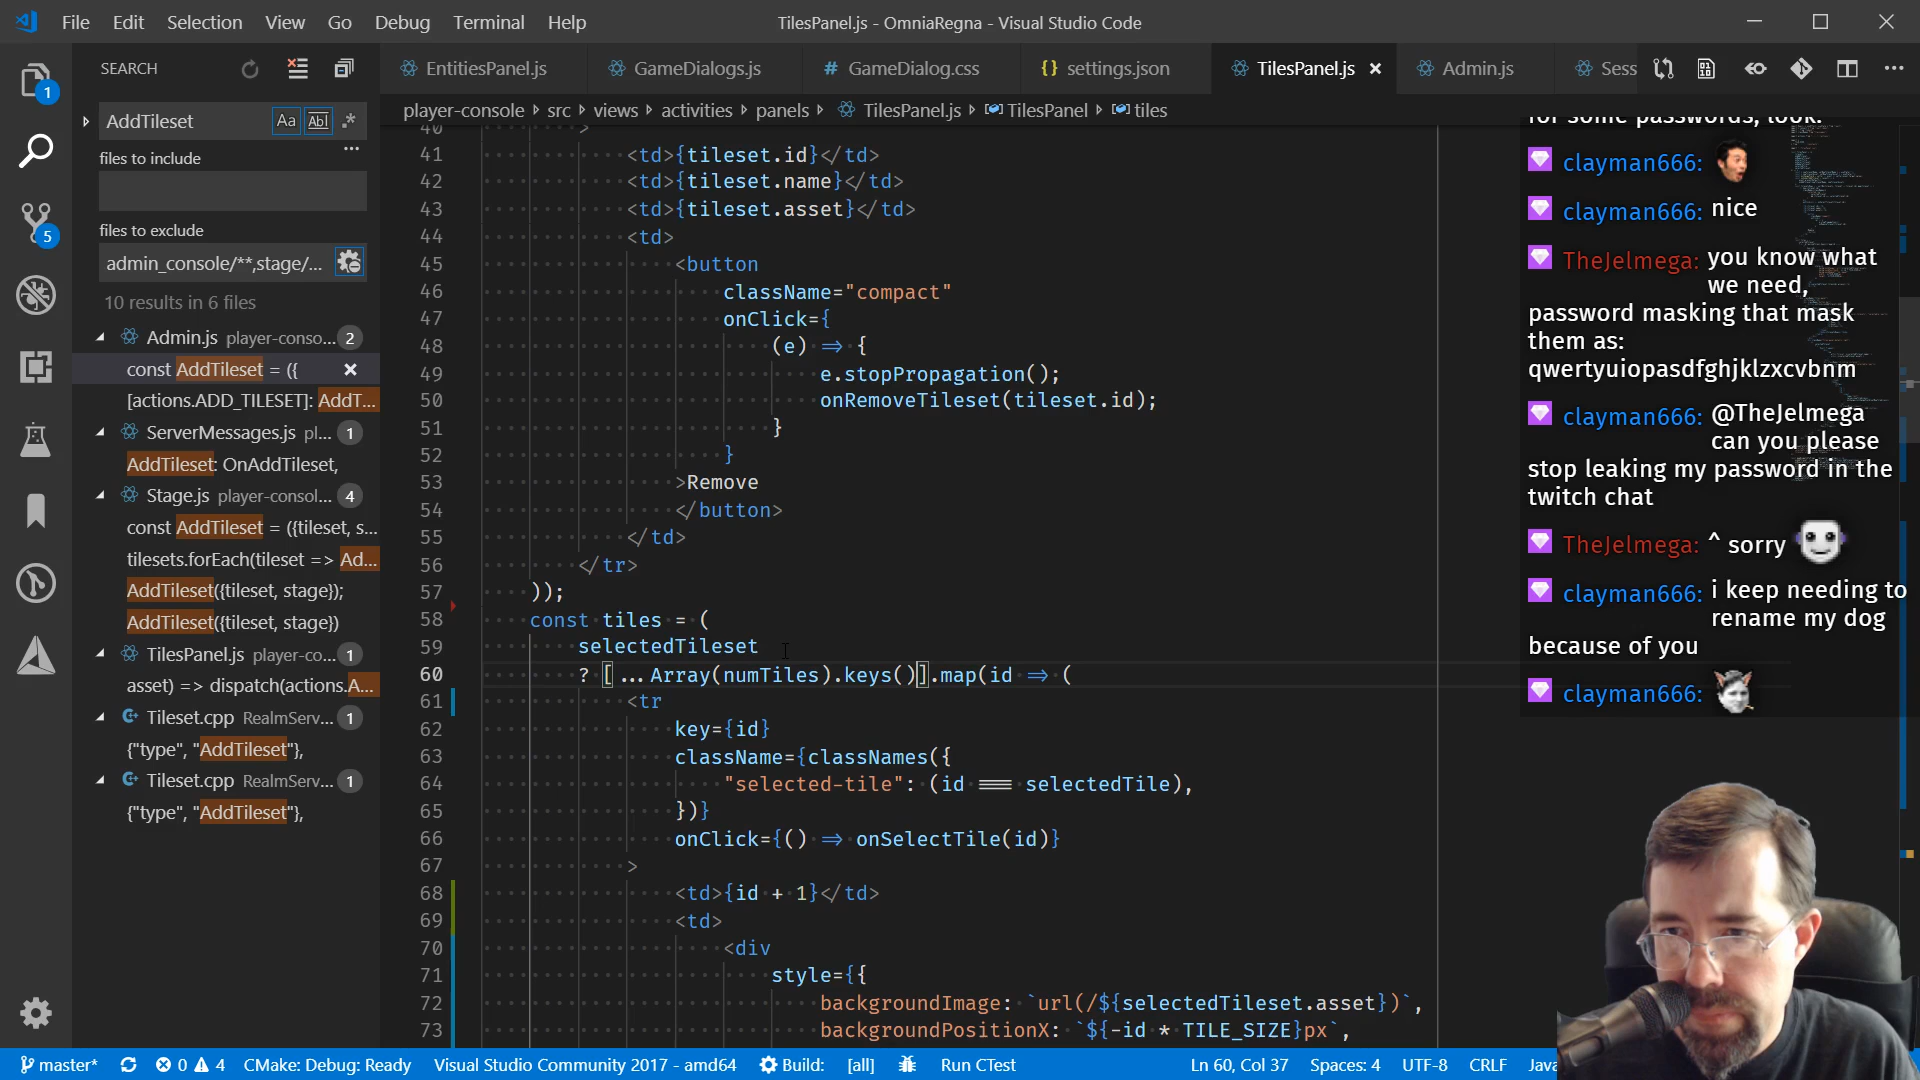 File Edit Selection View Go Debug Terminal Help
TilesPanel.js - OmniaRegna - Visual Studio Code
SEARCH
EntitiesPanel.js
GameDialogs.js
# GameDialog.css
{} settings.json
TilesPanel.js
Admin.js
Sess
player-console > src > views > activities > panels > TilesPanel.js > TilesPanel > tiles
1
5
AddTileset
Aa Abl .*
files to include
...
files to exclude
admin_console/**,stage/...
10 results in 6 files
Admin.js player-conso... 2
const AddTileset = ({
[actions.ADD_TILESET]: AddT...
ServerMessages.js pl... 1
AddTileset: OnAddTileset,
Stage.js player-consol... 4
const AddTileset = ({tileset, s...
tilesets.forEach(tileset => Ad...
AddTileset({tileset, stage});
AddTileset({tileset, stage})
TilesPanel.js player-co... 1
asset) => dispatch(actions.A...
Tileset.cpp RealmServ... 1
{"type", "AddTileset"},
Tileset.cpp RealmServ... 1
{"type", "AddTileset"},
40 >
41 <td>{tileset.id}</td>
42 <td>{tileset.name}</td>
43 <td>{tileset.asset}</td>
44 <td>
45 <button
46 className="compact"
47 onClick={
48 (e) => {
49 e.stopPropagation();
50 onRemoveTileset(tileset.id);
51 }
52 }
53 >Remove
54 </button>
55 </td>
56 </tr>
57 ));
58 const tiles = (
59 selectedTileset
60 ? [...Array(numTiles).keys()].map(id => (
61 <tr
62 key={id}
63 className={classNames({
64 "selected-tile": (id === selectedTile),
65 })}
66 onClick={() => onSelectTile(id)}
67 >
68 <td>{id + 1}</td>
69 <td>
70 <div
71 style={{
72 backgroundImage: `url(/${selectedTileset.asset})`,
73 backgroundPositionX: `${-id * TILE_SIZE}px`,
for some passwords, look:
clayman666:
clayman666: nice
TheJelmega: you know what
we need,
password masking that mask
them as:
qwertyuiopasdfghjklzxcvbnm
clayman666: @TheJelmega
can you please
stop leaking my password in the
twitch chat
TheJelmega: ^ sorry
clayman666: i keep needing to
rename my dog
because of you
clayman666:
master* 0 4 CMake: Debug: Ready Visual Studio Community 2017 - amd64 Build: [all] Run CTest Ln 60, Col 37 Spaces: 4 UTF-8 CRLF Java